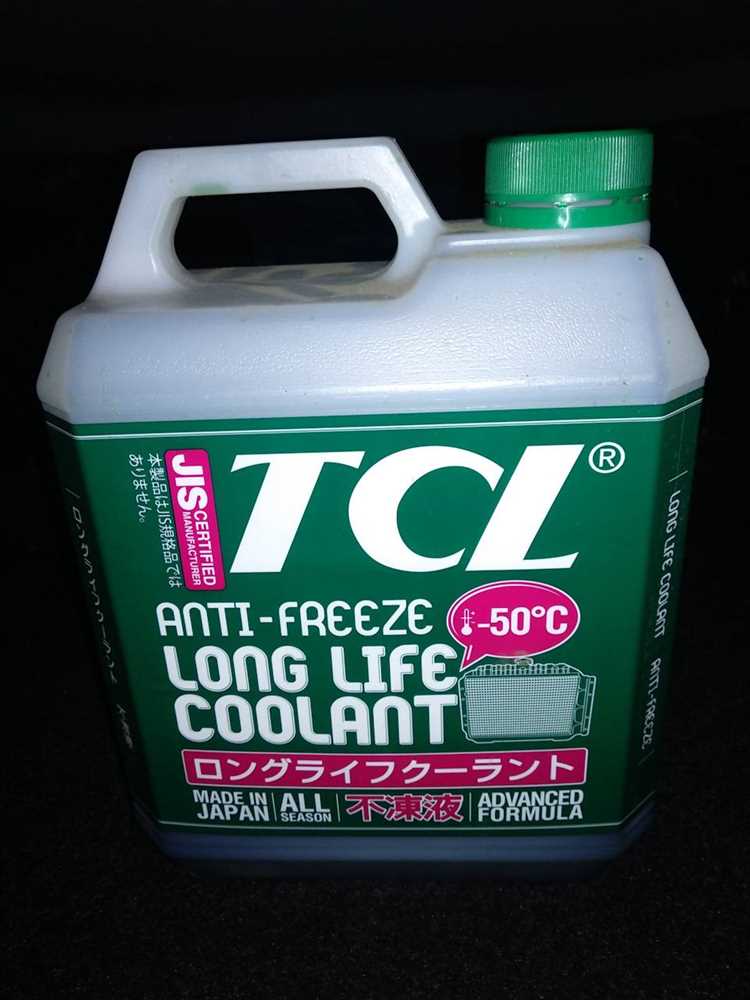 TCL®
JIS CERTIFIED
MANUFACTURER
本製品はJIS規格品では
ありません。
ANTI-FREEZE
-50°C
LONG LIFE
COOLANT
ロングライフクーラント
MADE IN
JAPAN
ALL
SEASON
不凍液
ADVANCED
FORMULA
LONG LIFE COOLANT ANTI-FREEZE